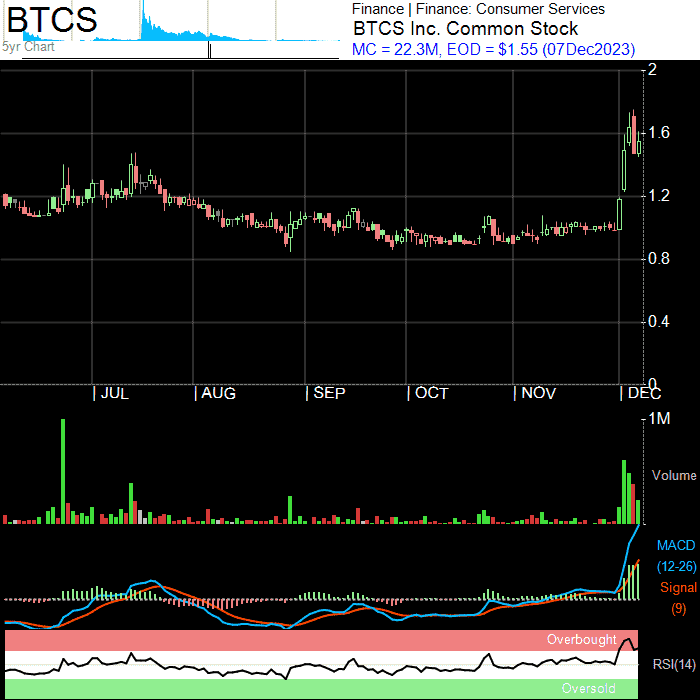 BTCS
5yr Chart
Finance | Finance: Consumer Services
BTCS Inc. Common Stock
MC = 22.3M, EOD = $1.55 (07Dec2023)
2
1.6
1.2
0.8
0.4
0
JUL AUG SEP OCT NOV DEC
1M
Volume
MACD
(12-26)
Signal
(9)
Overbought
RSI(14)
Oversold